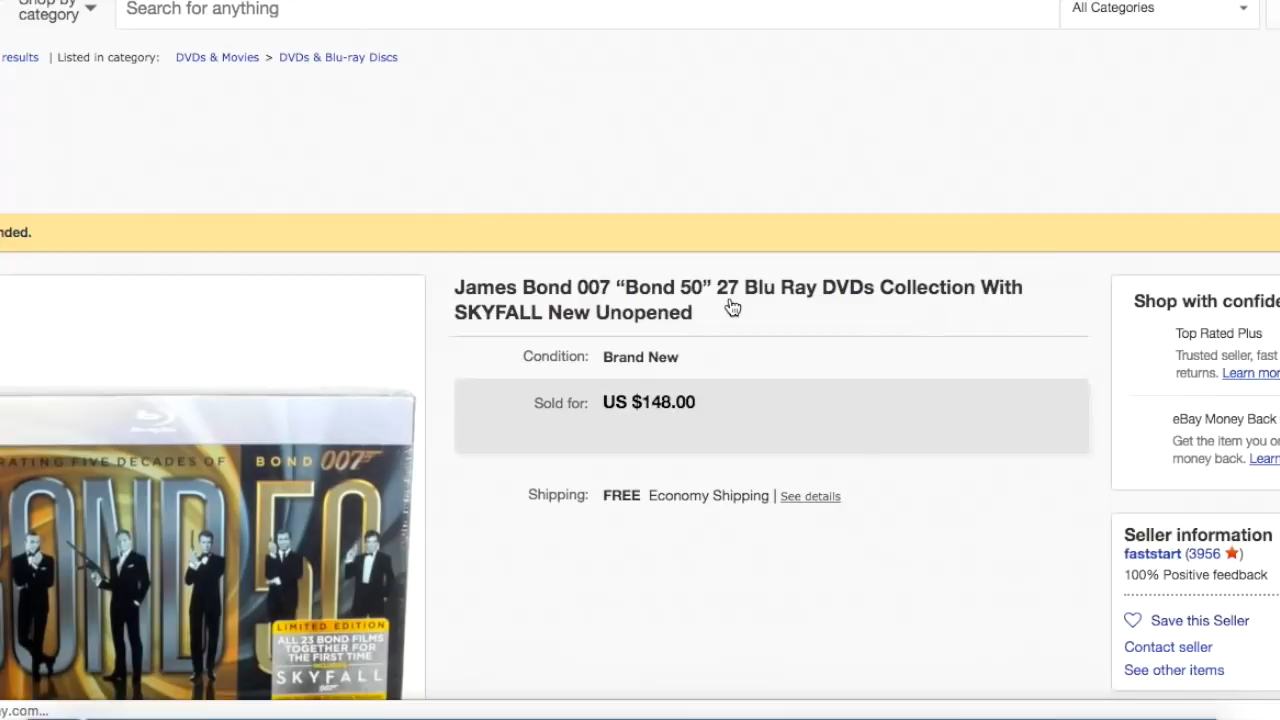 Shop by
category
Search for anything
All Categories
results | Listed in category: DVDs & Movies > DVDs & Blu-ray Discs
nded.
James Bond 007 “Bond 50” 27 Blu Ray DVDs Collection With
SKYFALL New Unopened
Condition: Brand New
Sold for: US $148.00
Shipping: FREE Economy Shipping | See details
RATING FIVE DECADES OF BOND 007
BOND 50
LIMITED EDITION
ALL 23 BOND FILMS
TOGETHER FOR
THE FIRST TIME
SKYFALL
007
Shop with confide
Top Rated Plus
Trusted seller, fast
returns. Learn mor
eBay Money Back
Get the item you o
money back. Learn
Seller information
faststart (3956)
100% Positive feedback
Save this Seller
Contact seller
See other items
y.com...